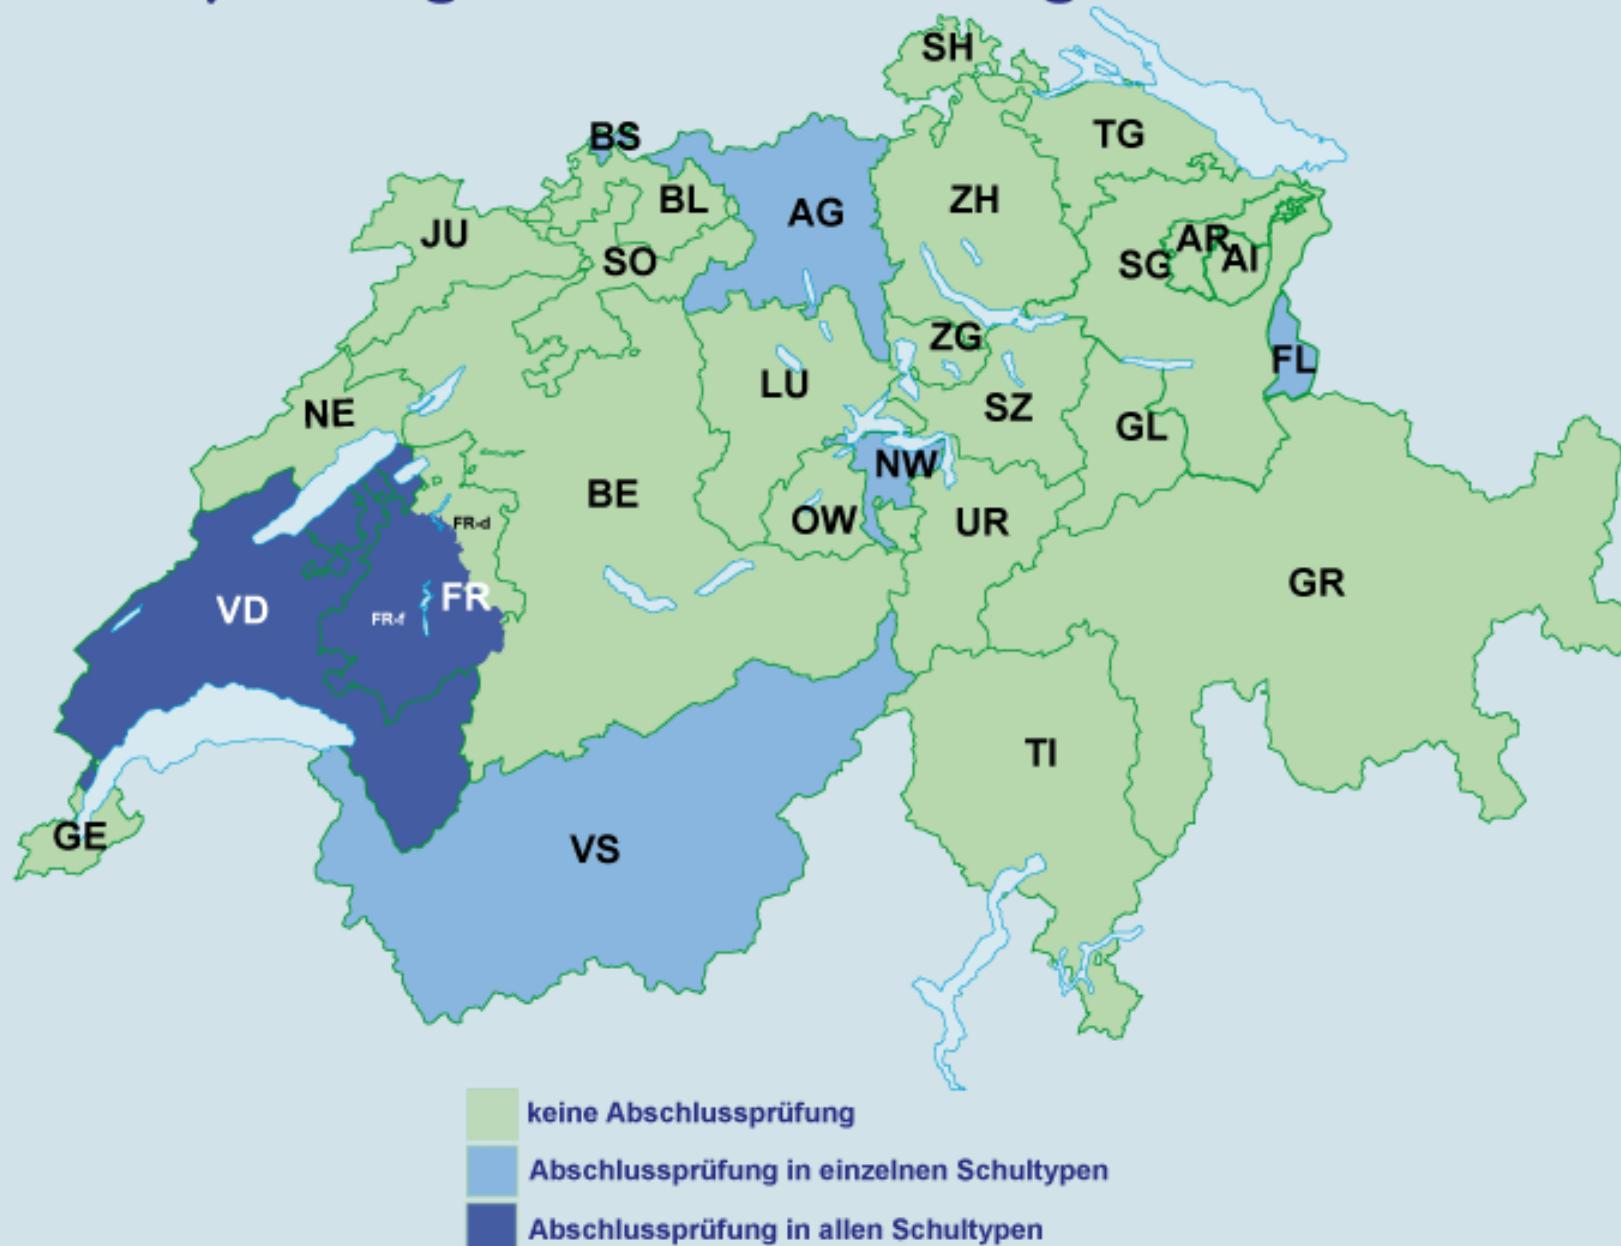 SH
BS
TG
BL
AG
ZH
JU
SO
SG
AR
AI
ZG
FL
LU
SZ
NE
GL
NW
BE
FR-d
OW
UR
GR
VD
FR-f
FR
TI
GE
VS
keine Abschlussprüfung
Abschlussprüfung in einzelnen Schultypen
Abschlussprüfung in allen Schultypen